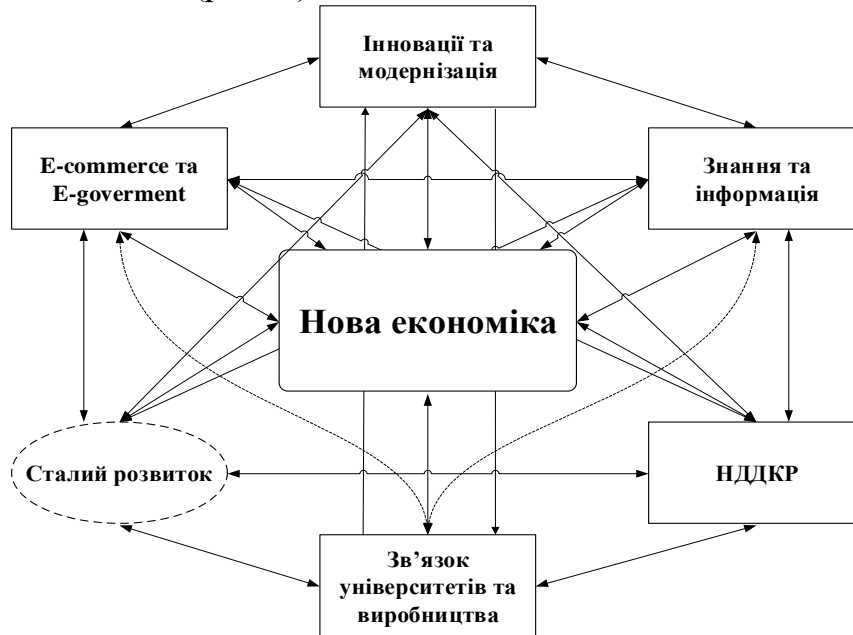 Інновації та
модернізація
E-commerce та
E-goverment
Знання та
інформація
Нова економіка
Сталий розвиток
НДДКР
Зв’язок
університетів та
виробництва